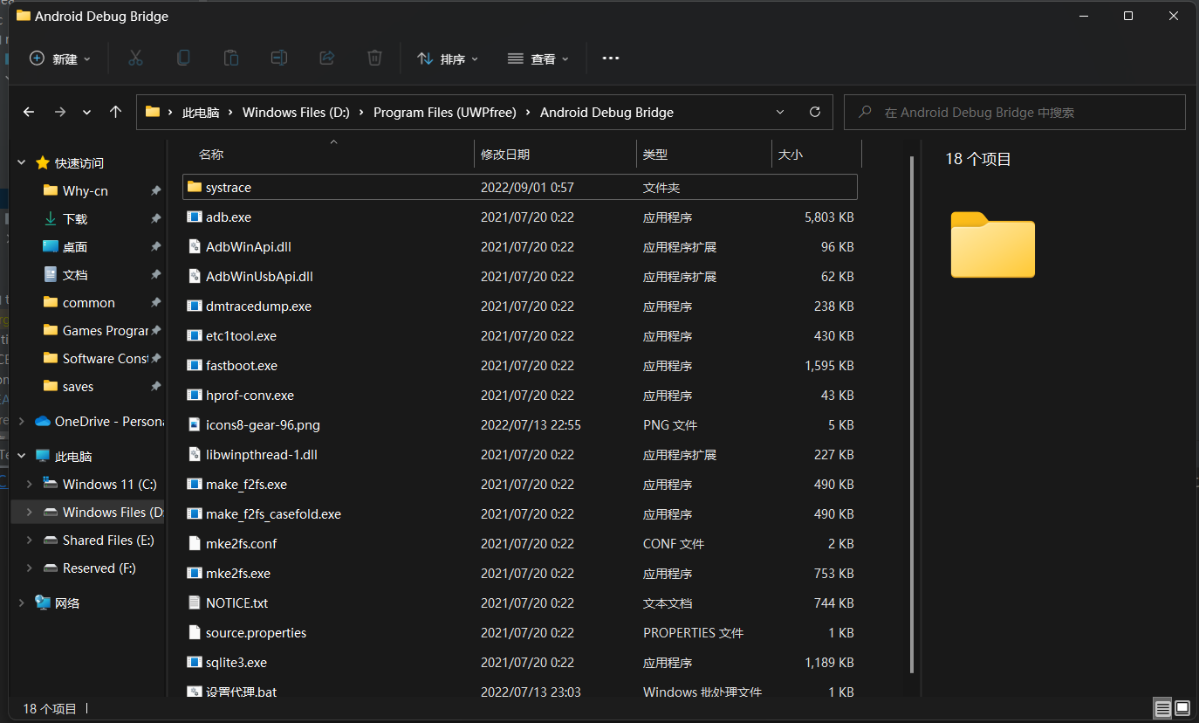 Android Debug Bridge
新建 排序 查看
此电脑 Windows Files (D:) Program Files (UWPfree) Android Debug Bridge 在 Android Debug Bridge 中搜索
快速访问
Why-cn
下载
桌面
文档
common
Games Progra
Software Const
saves
OneDrive - Persona
此电脑
Windows 11 (C:)
Windows Files (D
Shared Files (E:)
Reserved (F:)
网络
名称 修改日期 类型 大小
systrace 2022/09/01 0:57 文件夹
adb.exe 2021/07/20 0:22 应用程序 5,803 KB
AdbWinApi.dll 2021/07/20 0:22 应用程序扩展 96 KB
AdbWinUsbApi.dll 2021/07/20 0:22 应用程序扩展 62 KB
dmtracedump.exe 2021/07/20 0:22 应用程序 238 KB
etc1tool.exe 2021/07/20 0:22 应用程序 430 KB
fastboot.exe 2021/07/20 0:22 应用程序 1,595 KB
hprof-conv.exe 2021/07/20 0:22 应用程序 43 KB
icons8-gear-96.png 2022/07/13 22:55 PNG 文件 5 KB
libwinpthread-1.dll 2021/07/20 0:22 应用程序扩展 227 KB
make_f2fs.exe 2021/07/20 0:22 应用程序 490 KB
make_f2fs_casefold.exe 2021/07/20 0:22 应用程序 490 KB
mke2fs.conf 2021/07/20 0:22 CONF 文件 2 KB
mke2fs.exe 2021/07/20 0:22 应用程序 753 KB
NOTICE.txt 2021/07/20 0:22 文本文档 744 KB
source.properties 2021/07/20 0:22 PROPERTIES 文件 1 KB
sqlite3.exe 2021/07/20 0:22 应用程序 1,189 KB
设置代理.bat 2022/07/13 23:03 Windows 批处理文件 1 KB
18 个项目
18 个项目